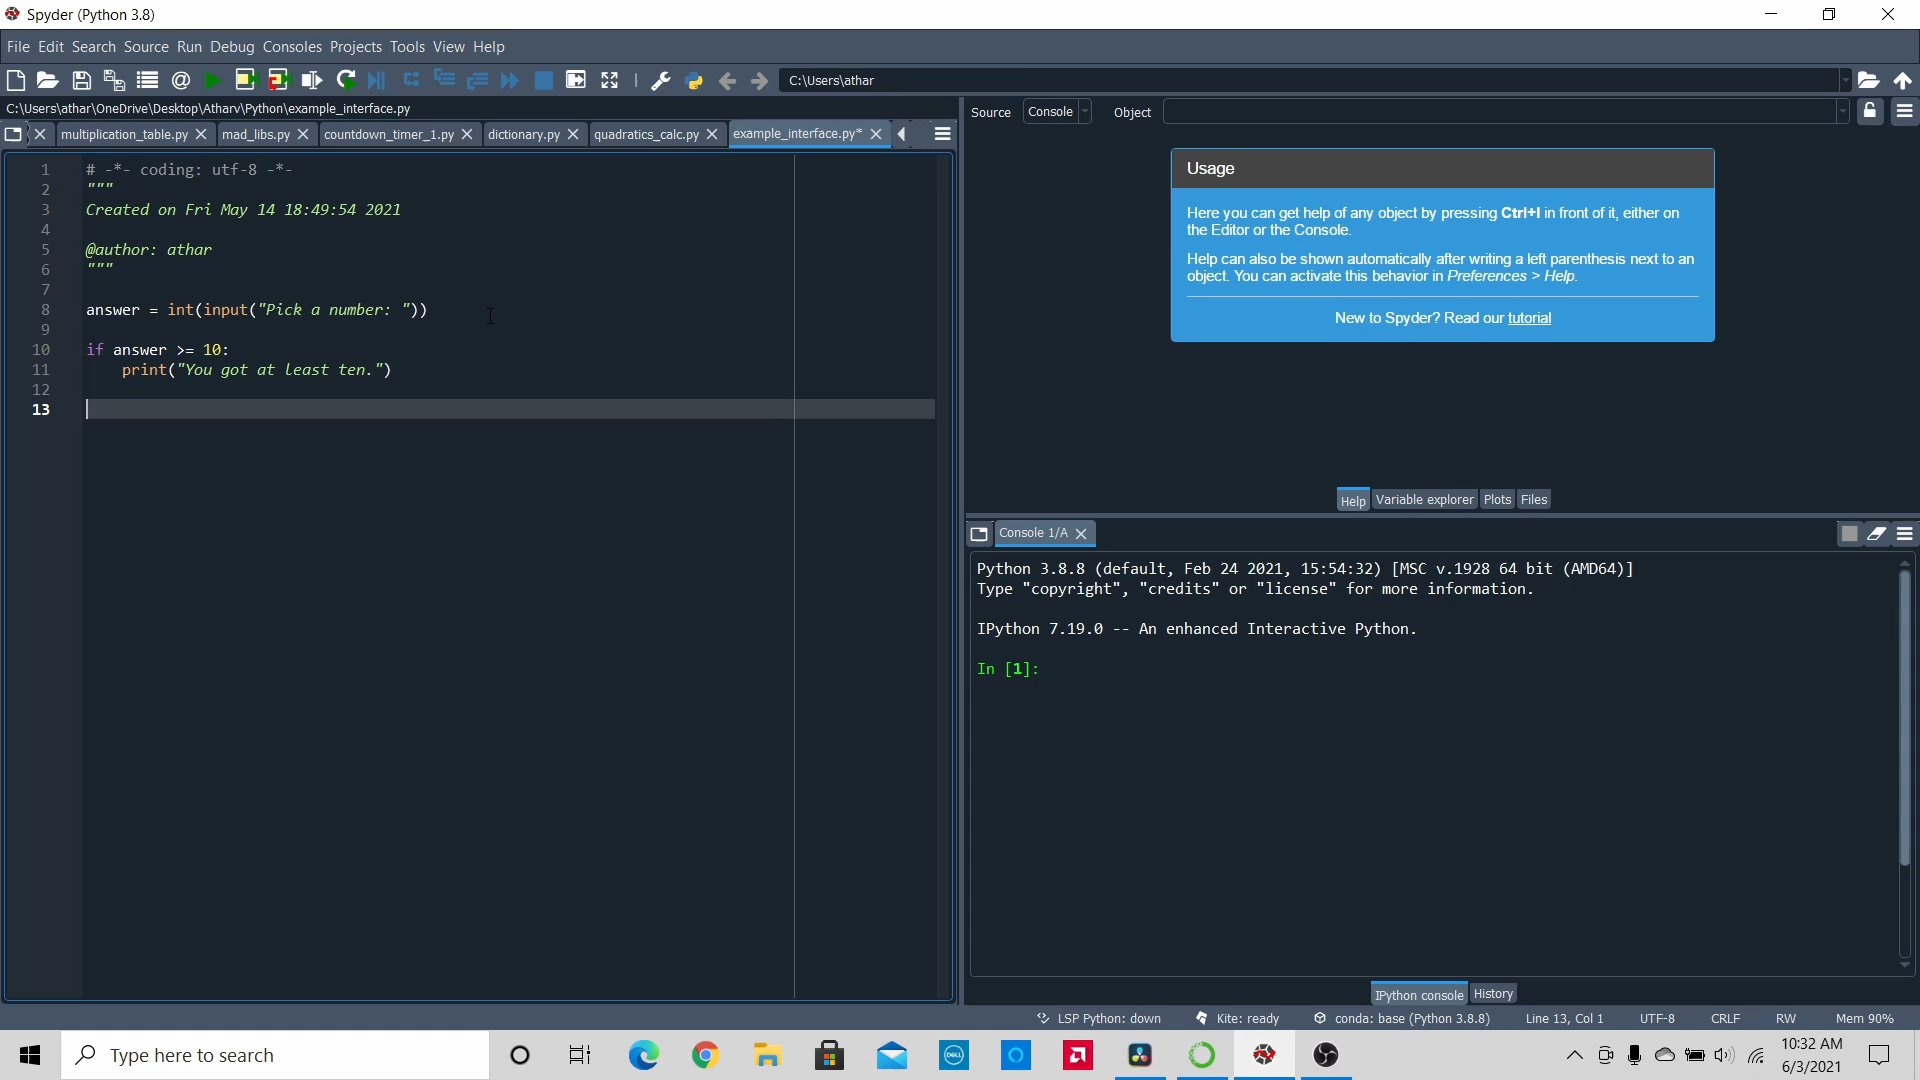 Spyder (Python 3.8)
File Edit Search Source Run Debug Consoles Projects Tools View Help
C:\Users\athar
C:\Users\athar\OneDrive\Desktop\Atharv\Python\example_interface.py
multiplication_table.py mad_libs.py countdown_timer_1.py dictionary.py quadratics_calc.py example_interface.py*
1 # -*- coding: utf-8 -*-
2 """
3 Created on Fri May 14 18:49:54 2021
4
5 @author: athar
6 """
7
8 answer = int(input("Pick a number: "))
9
10 if answer >= 10:
11 print("You got at least ten.")
12
13
Source Console Object
Usage
Here you can get help of any object by pressing Ctrl+I in front of it, either on
the Editor or the Console.
Help can also be shown automatically after writing a left parenthesis next to an
object. You can activate this behavior in Preferences > Help.
New to Spyder? Read our tutorial
Help Variable explorer Plots Files
Console 1/A
Python 3.8.8 (default, Feb 24 2021, 15:54:32) [MSC v.1928 64 bit (AMD64)]
Type "copyright", "credits" or "license" for more information.
IPython 7.19.0 -- An enhanced Interactive Python.
In [1]:
IPython console History
LSP Python: down Kite: ready conda: base (Python 3.8.8) Line 13, Col 1 UTF-8 CRLF RW Mem 90%
Type here to search
DELL
10:32 AM
6/3/2021